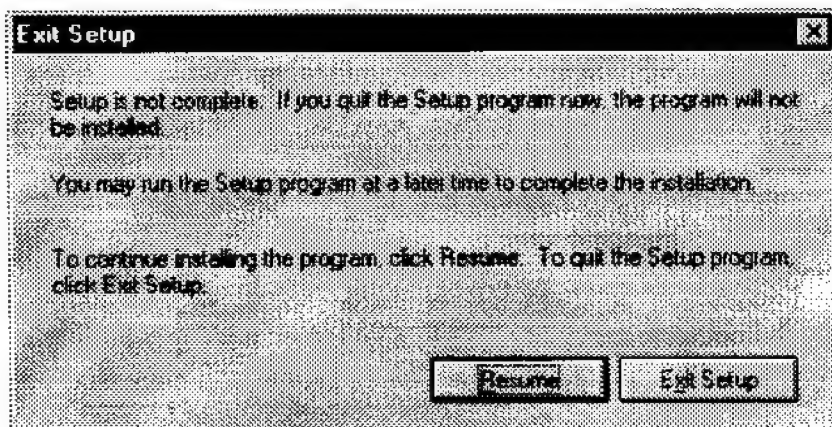 Exit Setup
Setup is not complete. If you quit the Setup program now, the program will not
be installed.
You may run the Setup program at a later time to complete the installation.
To continue installing the program, click Resume. To quit the Setup program,
click Exit Setup.
Resume
Exit Setup